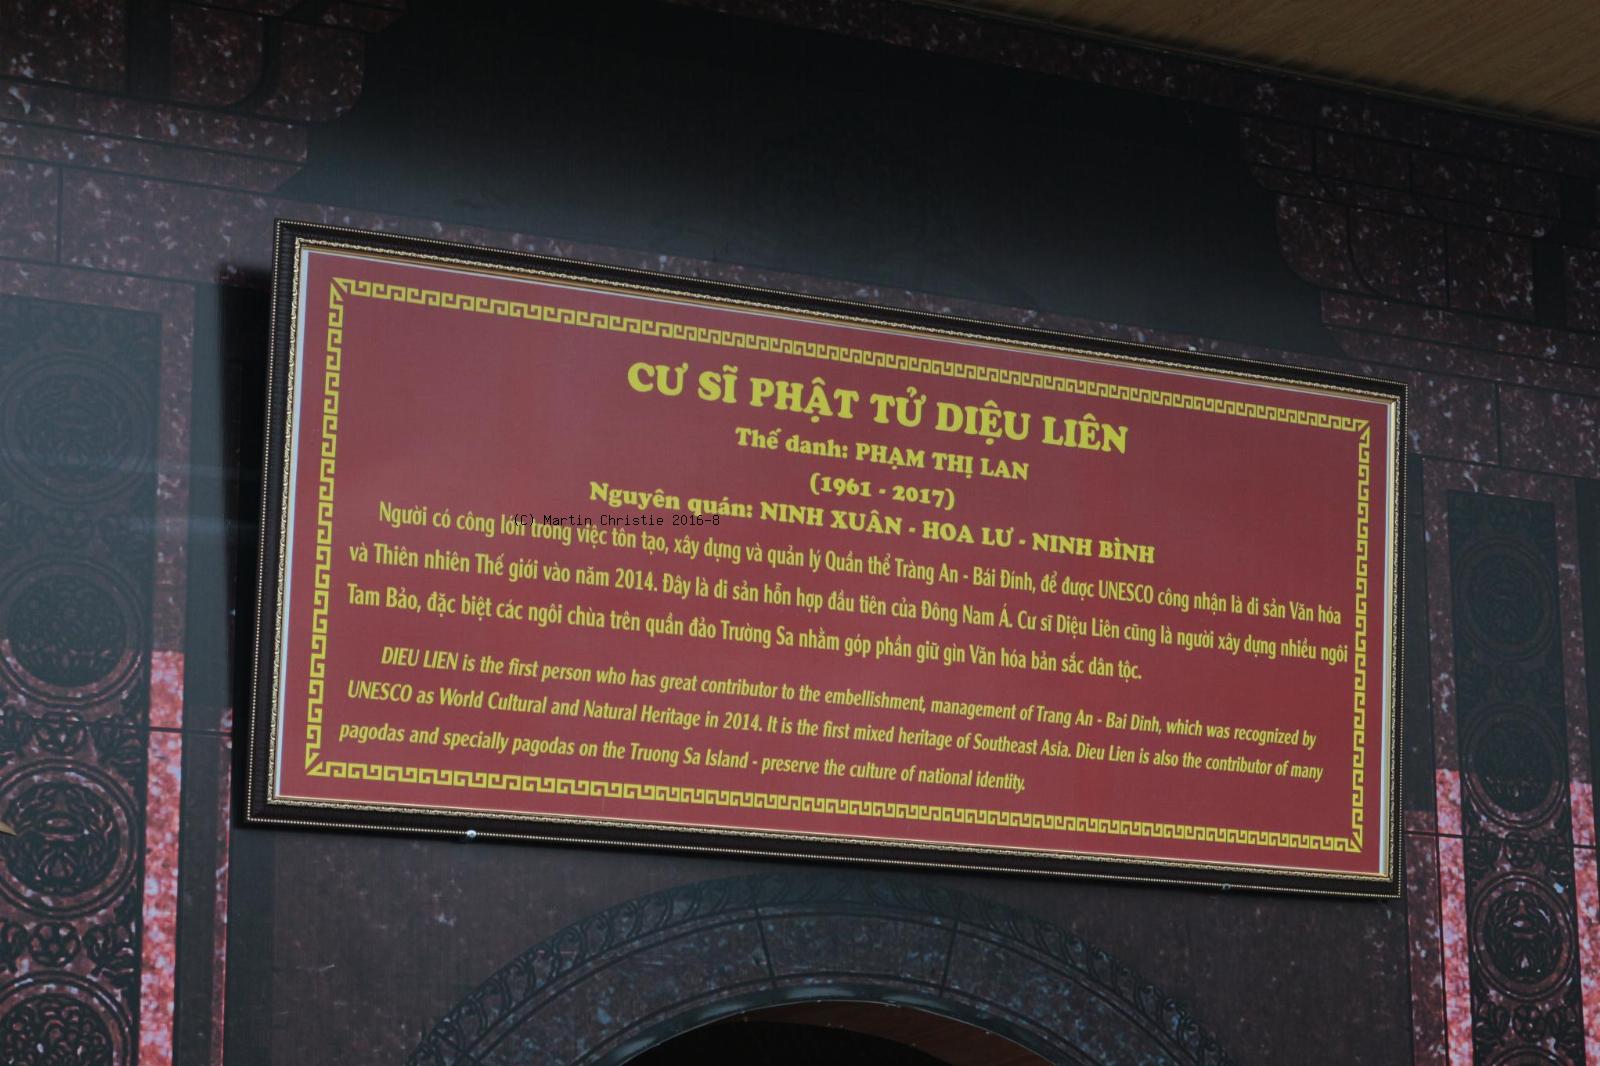 CƯ SĨ PHẬT TỬ DIỆU LIÊN
Thế danh: PHẠM THỊ LAN
(1961 - 2017)
Nguyên quán: NINH XUÂN - HOA LƯ - NINH BÌNH
(C) Martin Christie 2016-8
Người có công lớn trong việc tôn tạo, xây dựng và quản lý Quần thể Tràng An - Bái Đính, để được UNESCO công nhận là di sản Văn hóa
và Thiên nhiên Thế giới vào năm 2014. Đây là di sản hỗn hợp đầu tiên của Đông Nam Á. Cư sĩ Diệu Liên cũng là người xây dựng nhiều ngôi
Tam Bảo, đặc biệt các ngôi chùa trên quần đảo Trường Sa nhằm góp phần giữ gìn Văn hóa bản sắc dân tộc.
DIEU LIEN is the first person who has great contributor to the embellishment, management of Trang An - Bai Dinh, which was recognized by
UNESCO as World Cultural and Natural Heritage in 2014. It is the first mixed heritage of Southeast Asia. Dieu Lien is also the contributor of many
pagodas and specially pagodas on the Truong Sa Island - preserve the culture of national identity.